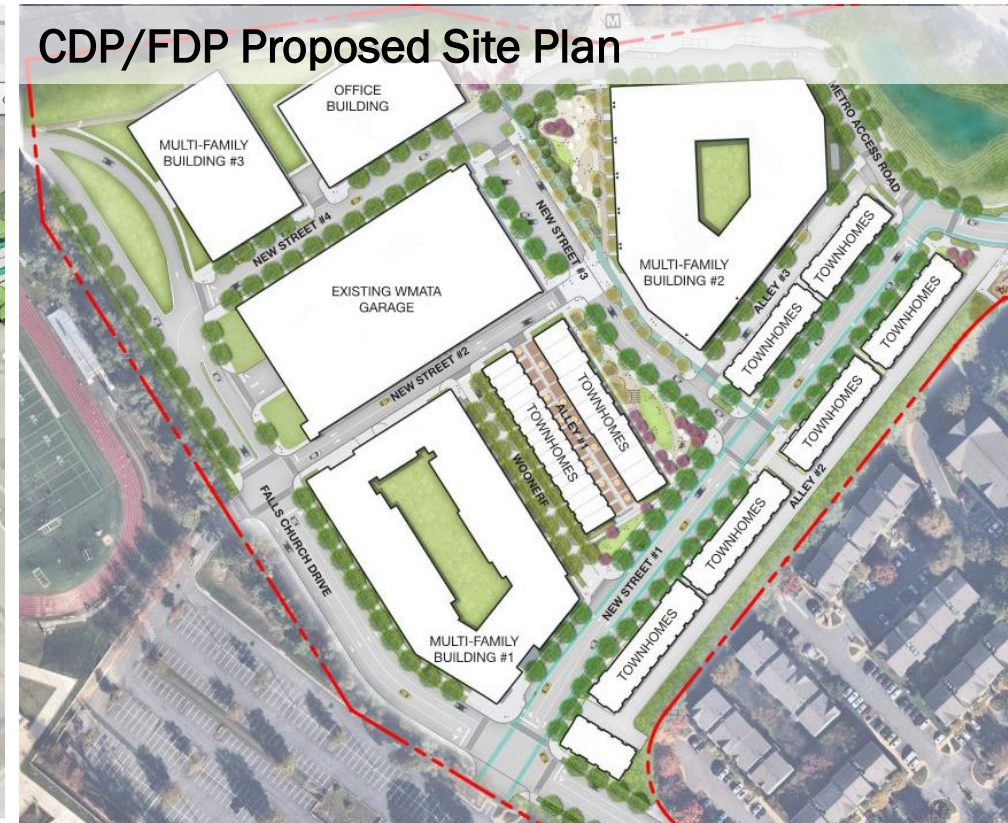 CDP/FDP Proposed Site Plan
M
OFFICE
BUILDING
MULTI-FAMILY
BUILDING #3
METRO ACCESS ROAD
NEW STREET #4
NEW STREET #3
MULTI-FAMILY
BUILDING #2
ALLEY #3
TOWNHOMES
TOWNHOMES
TOWNHOMES
EXISTING WMATA
GARAGE
NEW STREET #2
TOWNHOMES
ALLEY #1
TOWNHOMES
WOONERF
TOWNHOMES
ALLEY #2
TOWNHOMES
FALLS CHURCH DRIVE
NEW STREET #1
MULTI-FAMILY
BUILDING #1
TOWNHOMES